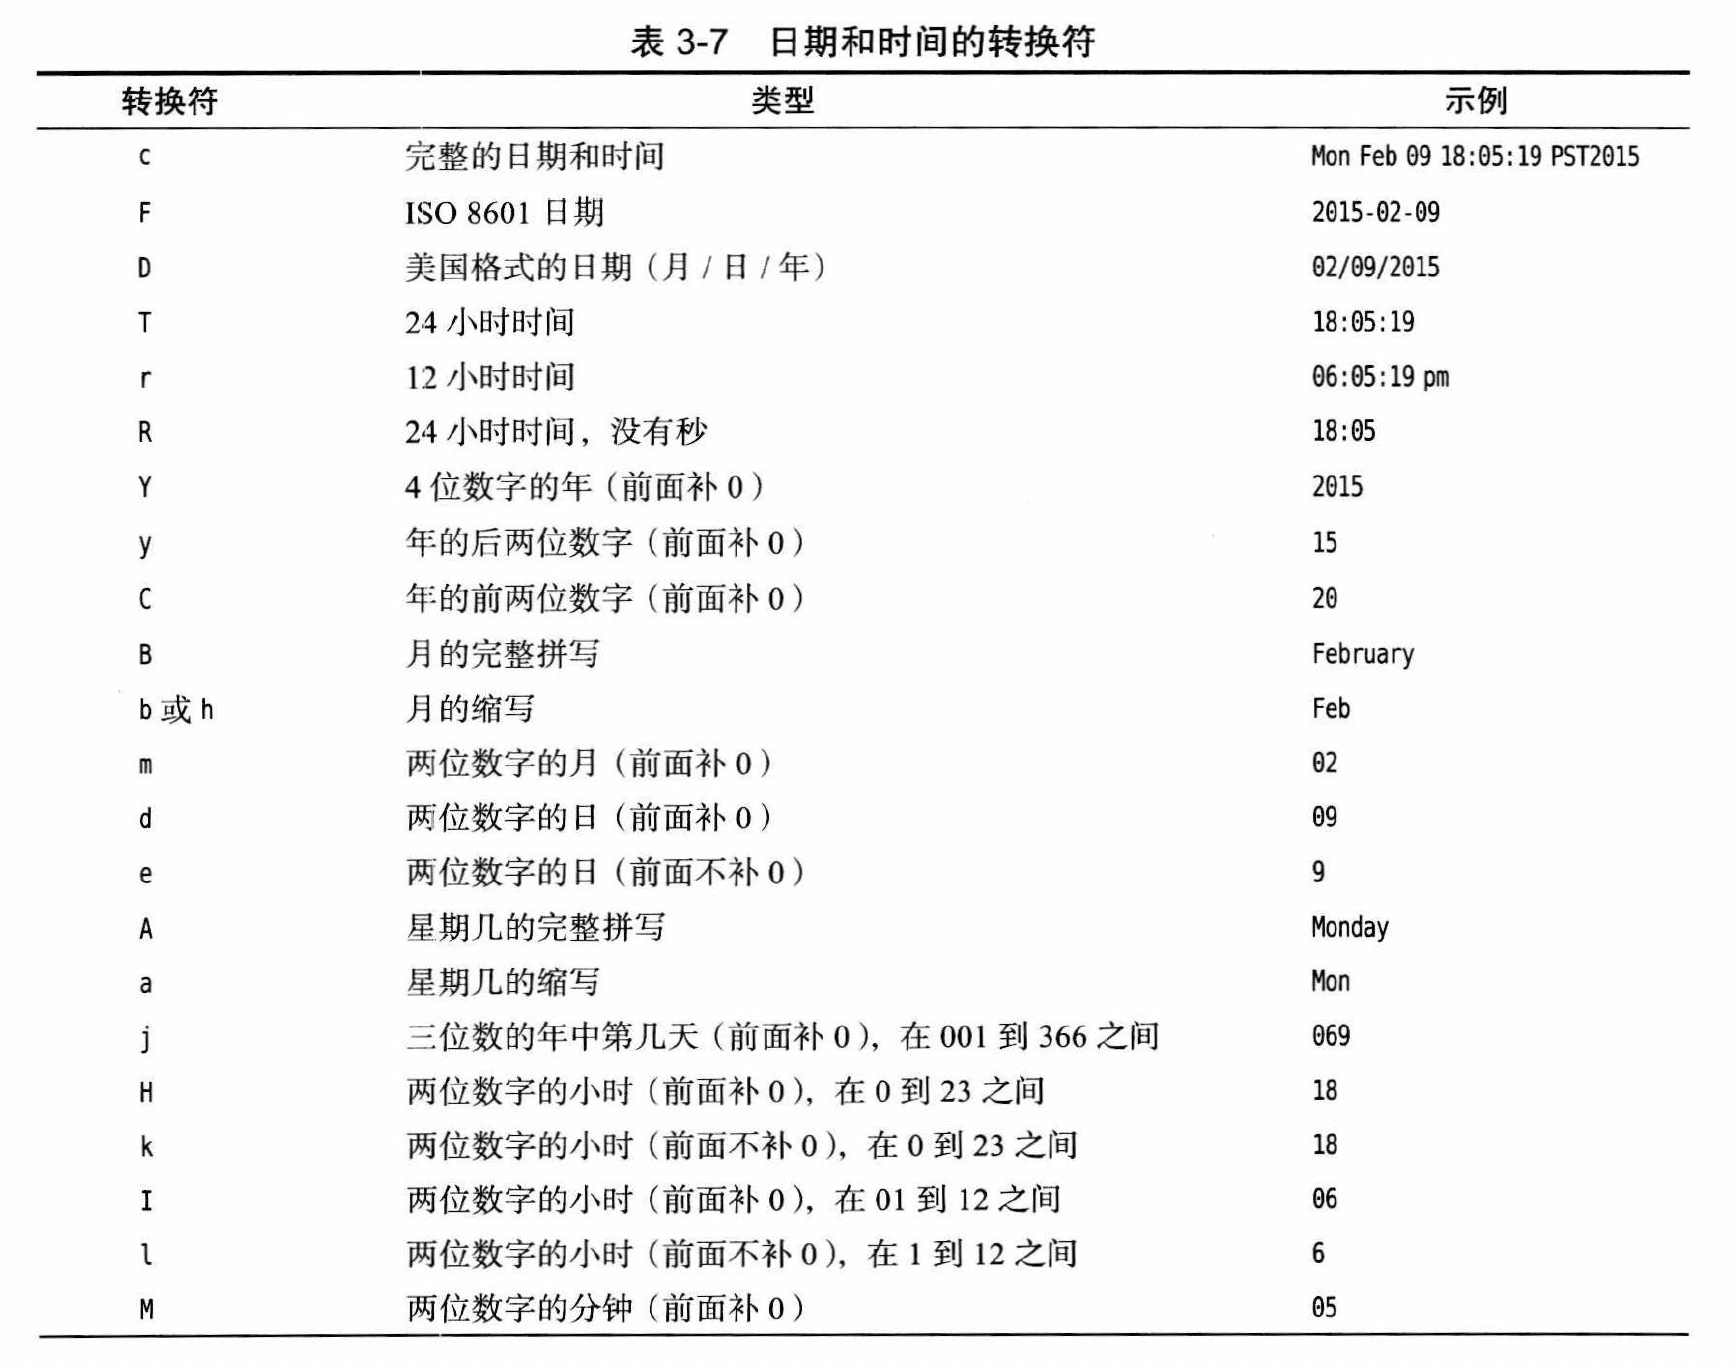 表 3-7 日期和时间的转换符
转换符 类型 示例
c 完整的日期和时间 Mon Feb 09 18:05:19 PST2015
F ISO 8601 日期 2015-02-09
D 美国格式的日期（月 / 日 / 年） 02/09/2015
T 24 小时时间 18:05:19
r 12 小时时间 06:05:19 pm
R 24 小时时间，没有秒 18:05
Y 4 位数字的年（前面补 0） 2015
y 年的后两位数字（前面补 0） 15
C 年的前两位数字（前面补 0） 20
B 月的完整拼写 February
b 或 h 月的缩写 Feb
m 两位数字的月（前面补 0） 02
d 两位数字的日（前面补 0） 09
e 两位数字的日（前面不补 0） 9
A 星期几的完整拼写 Monday
a 星期几的缩写 Mon
j 三位数的年中第几天（前面补 0），在 001 到 366 之间 069
H 两位数字的小时（前面补 0），在 0 到 23 之间 18
k 两位数字的小时（前面不补 0），在 0 到 23 之间 18
I 两位数字的小时（前面补 0），在 01 到 12 之间 06
l 两位数字的小时（前面不补 0），在 1 到 12 之间 6
M 两位数字的分钟（前面补 0） 05